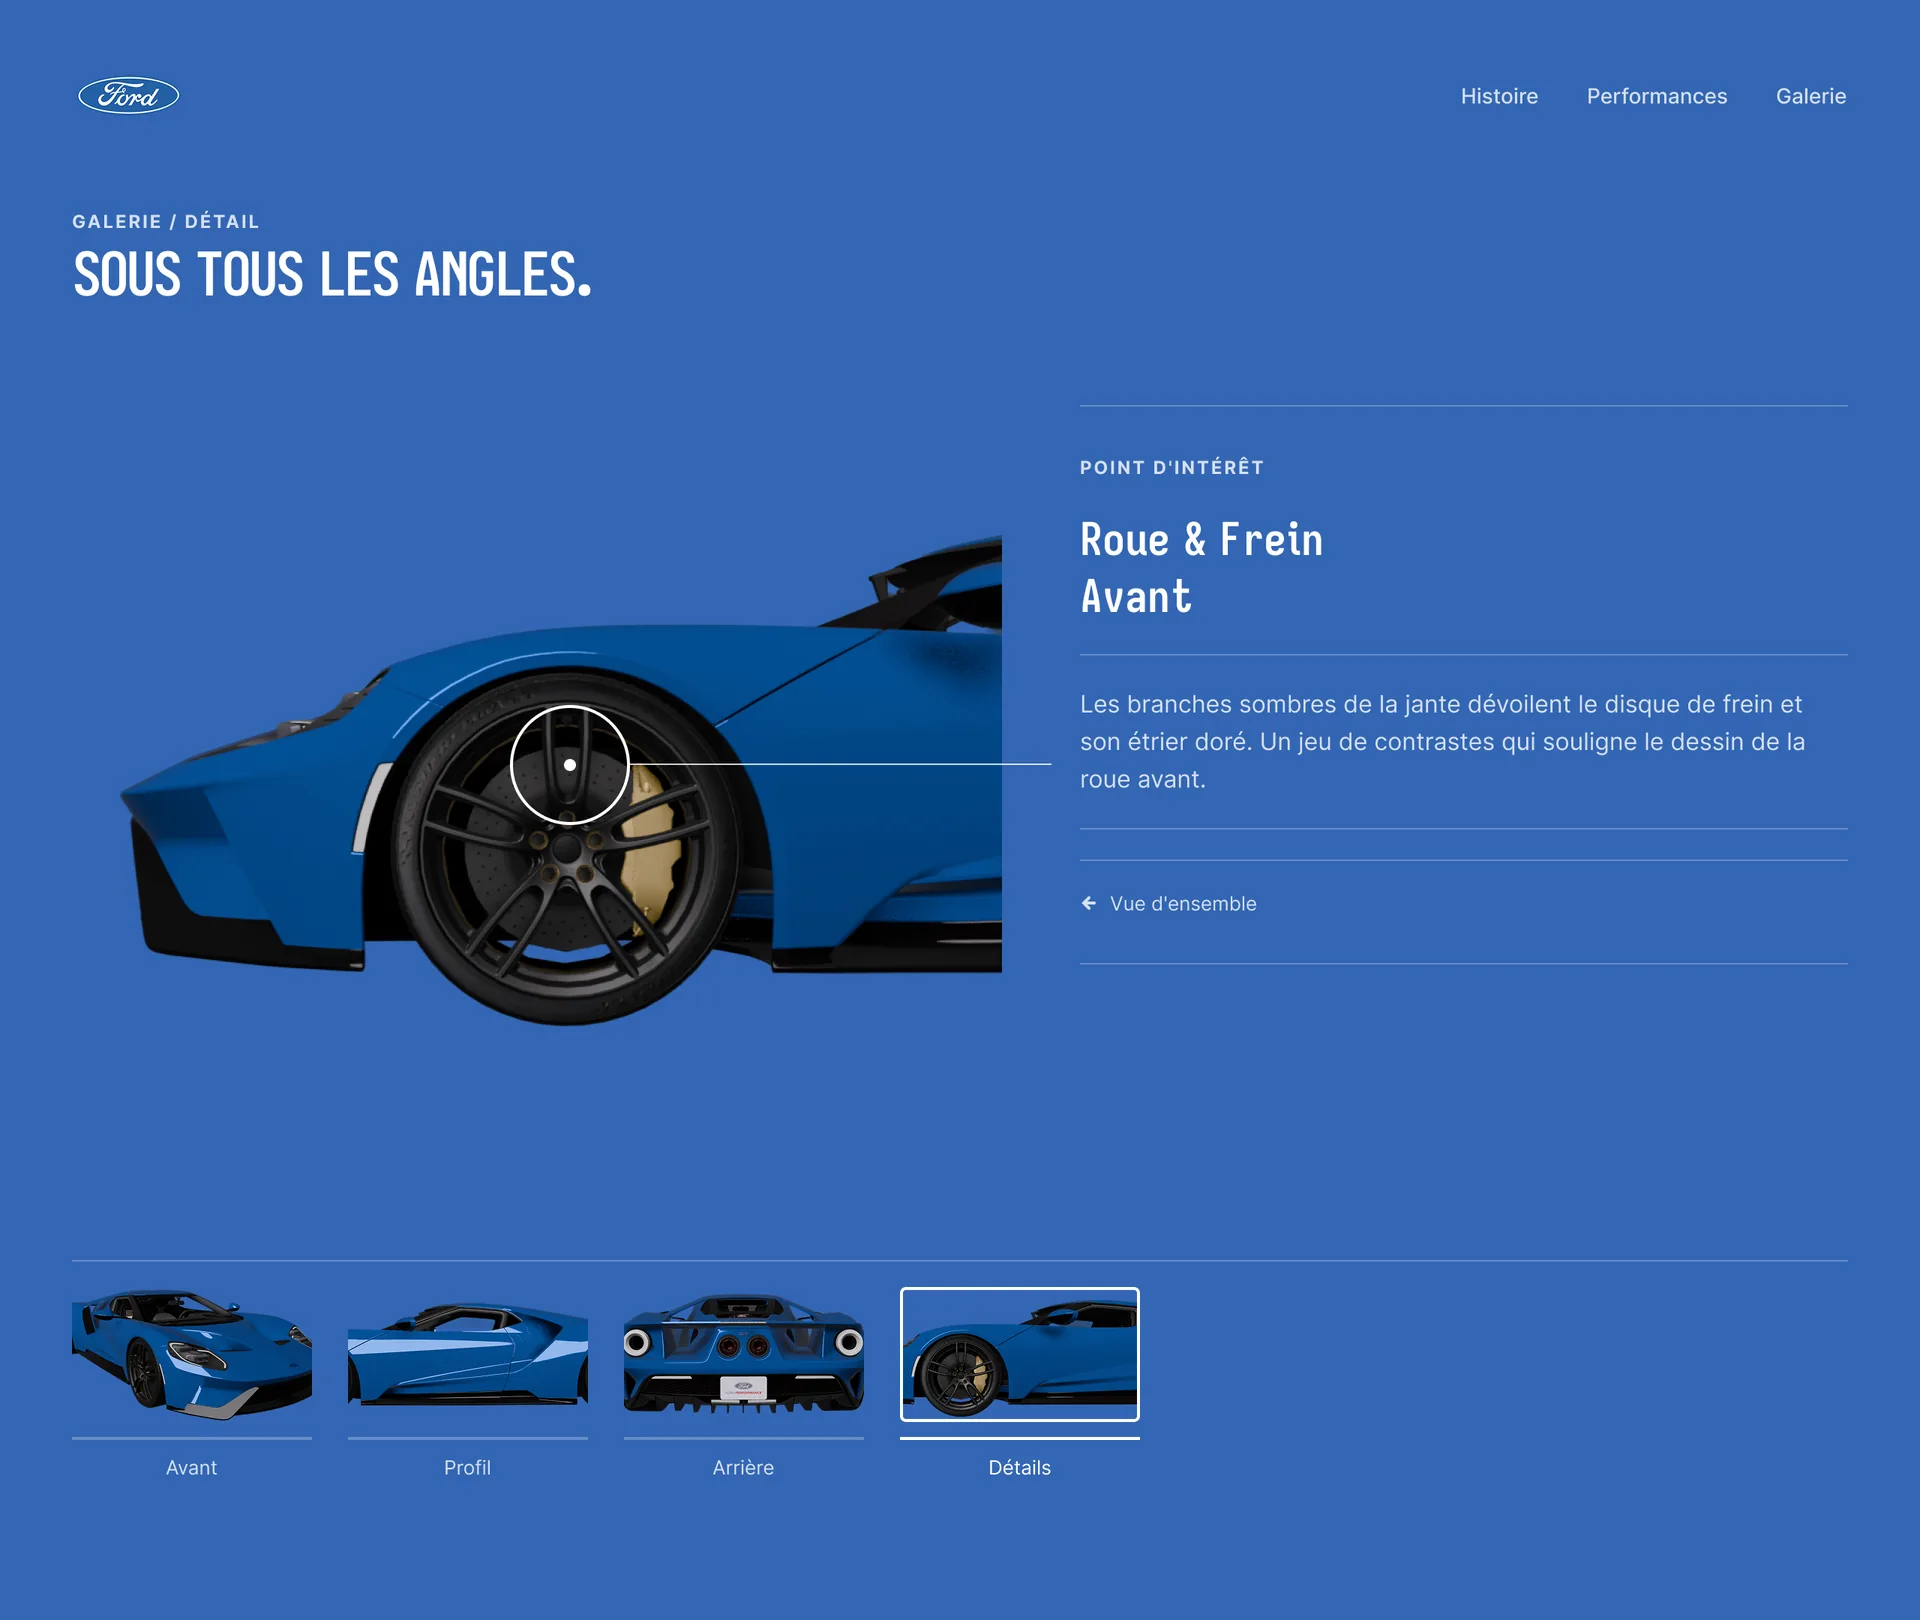 Ford
Histoire
Performances
Galerie
GALERIE / DÉTAIL
SOUS TOUS LES ANGLES.
POINT D'INTÉRÊT
Roue & Frein
Avant
Les branches sombres de la jante dévoilent le disque de frein et
son étrier doré. Un jeu de contrastes qui souligne le dessin de la
roue avant.
← Vue d'ensemble
Avant
Profil
Arrière
Détails